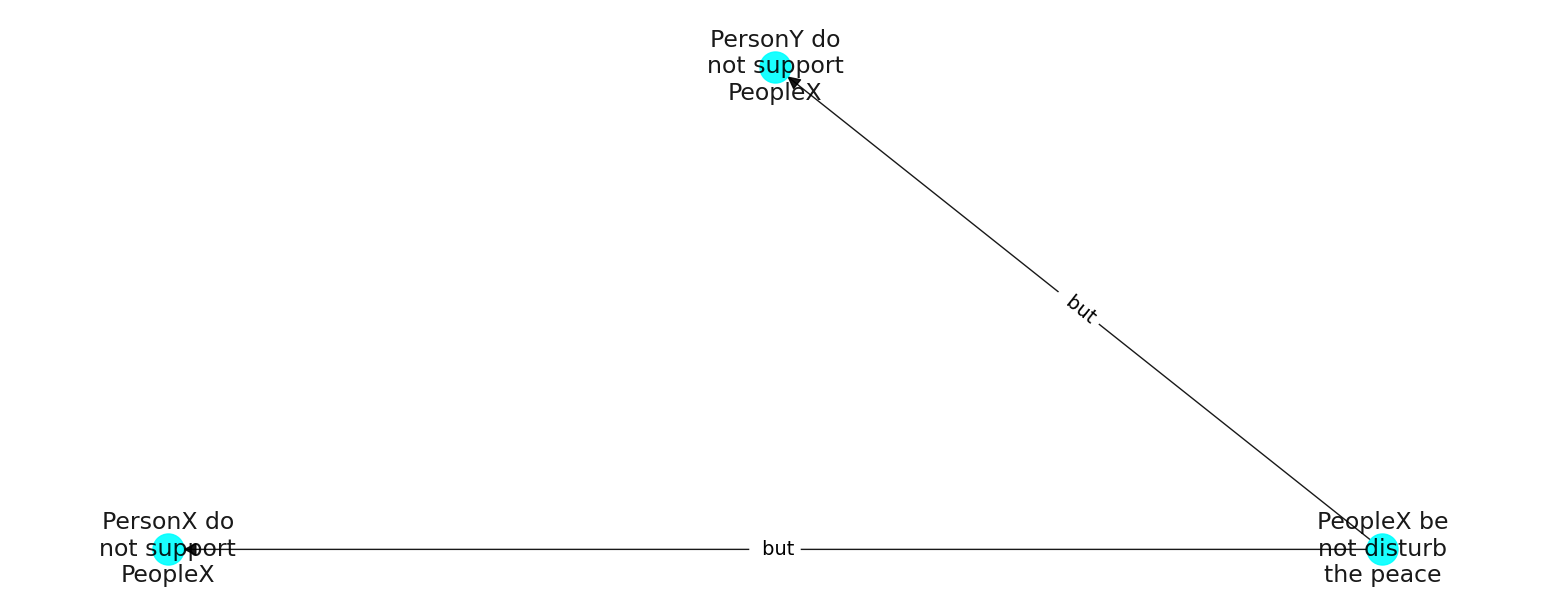 PersonY do
not support
PeopleX
but
PersonX do
not support
PeopleX
but
PeopleX be
not disturb
the peace